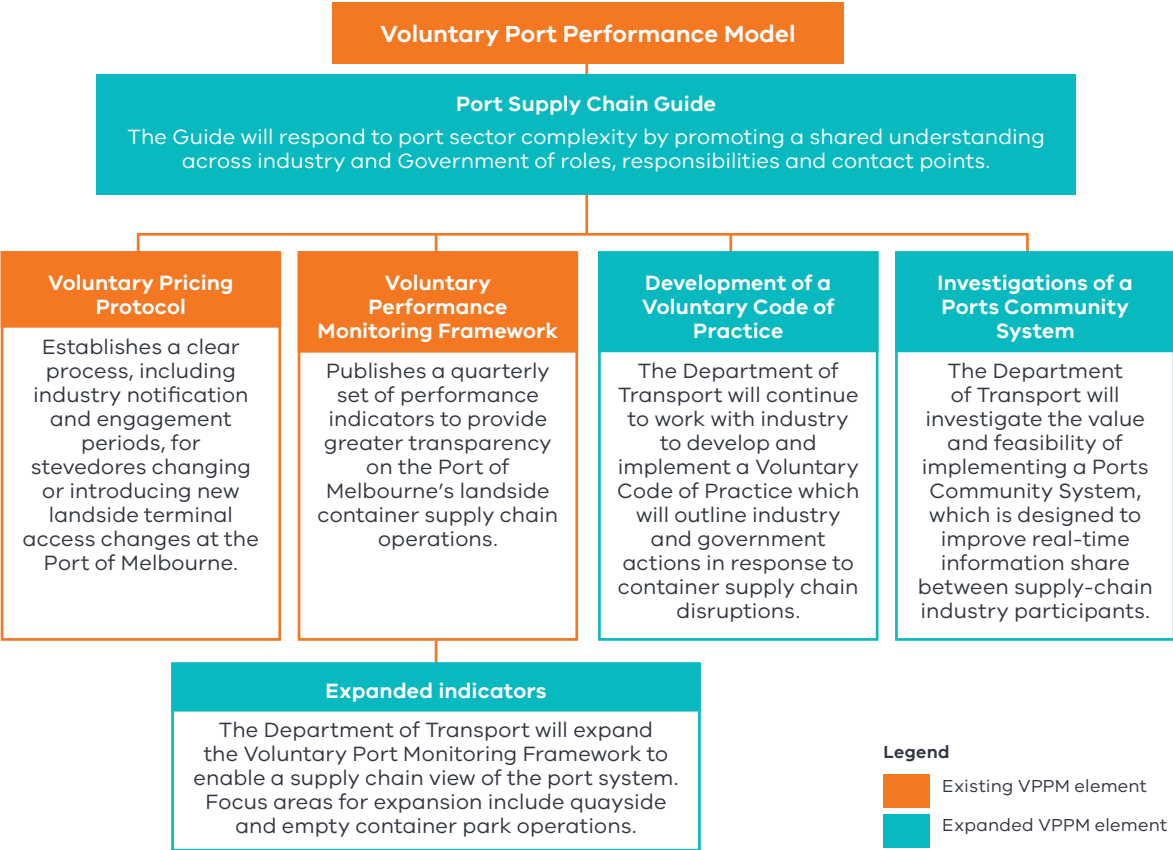 Voluntary Port Performance Model
Port Supply Chain Guide
The Guide will respond to port sector complexity by promoting a shared understanding
across industry and Government of roles, responsibilities and contact points.
Voluntary Pricing
Protocol
Establishes a clear
process, including
industry notification
and engagement
periods, for
stevedores changing
or introducing new
landside terminal
access changes at the
Port of Melbourne.
Voluntary
Performance
Monitoring Framework
Publishes a quarterly
set of performance
indicators to provide
greater transparency
on the Port of
Melbourne's landside
container supply chain
operations.
Development of a
Voluntary Code of
Practice
The Department of
Transport will continue
to work with industry
to develop and
implement a Voluntary
Code of Practice which
will outline industry
and government
actions in response to
container supply chain
disruptions.
Investigations of a
Ports Community
System
The Department
of Transport will
investigate the value
and feasibility of
implementing a Ports
Community System,
which is designed to
improve real-time
information share
between supply-chain
industry participants.
Expanded indicators
The Department of Transport will expand
the Voluntary Port Monitoring Framework to
enable a supply chain view of the port system.
Focus areas for expansion include quayside
and empty container park operations.
Legend
Existing VPPM element
Expanded VPPM element